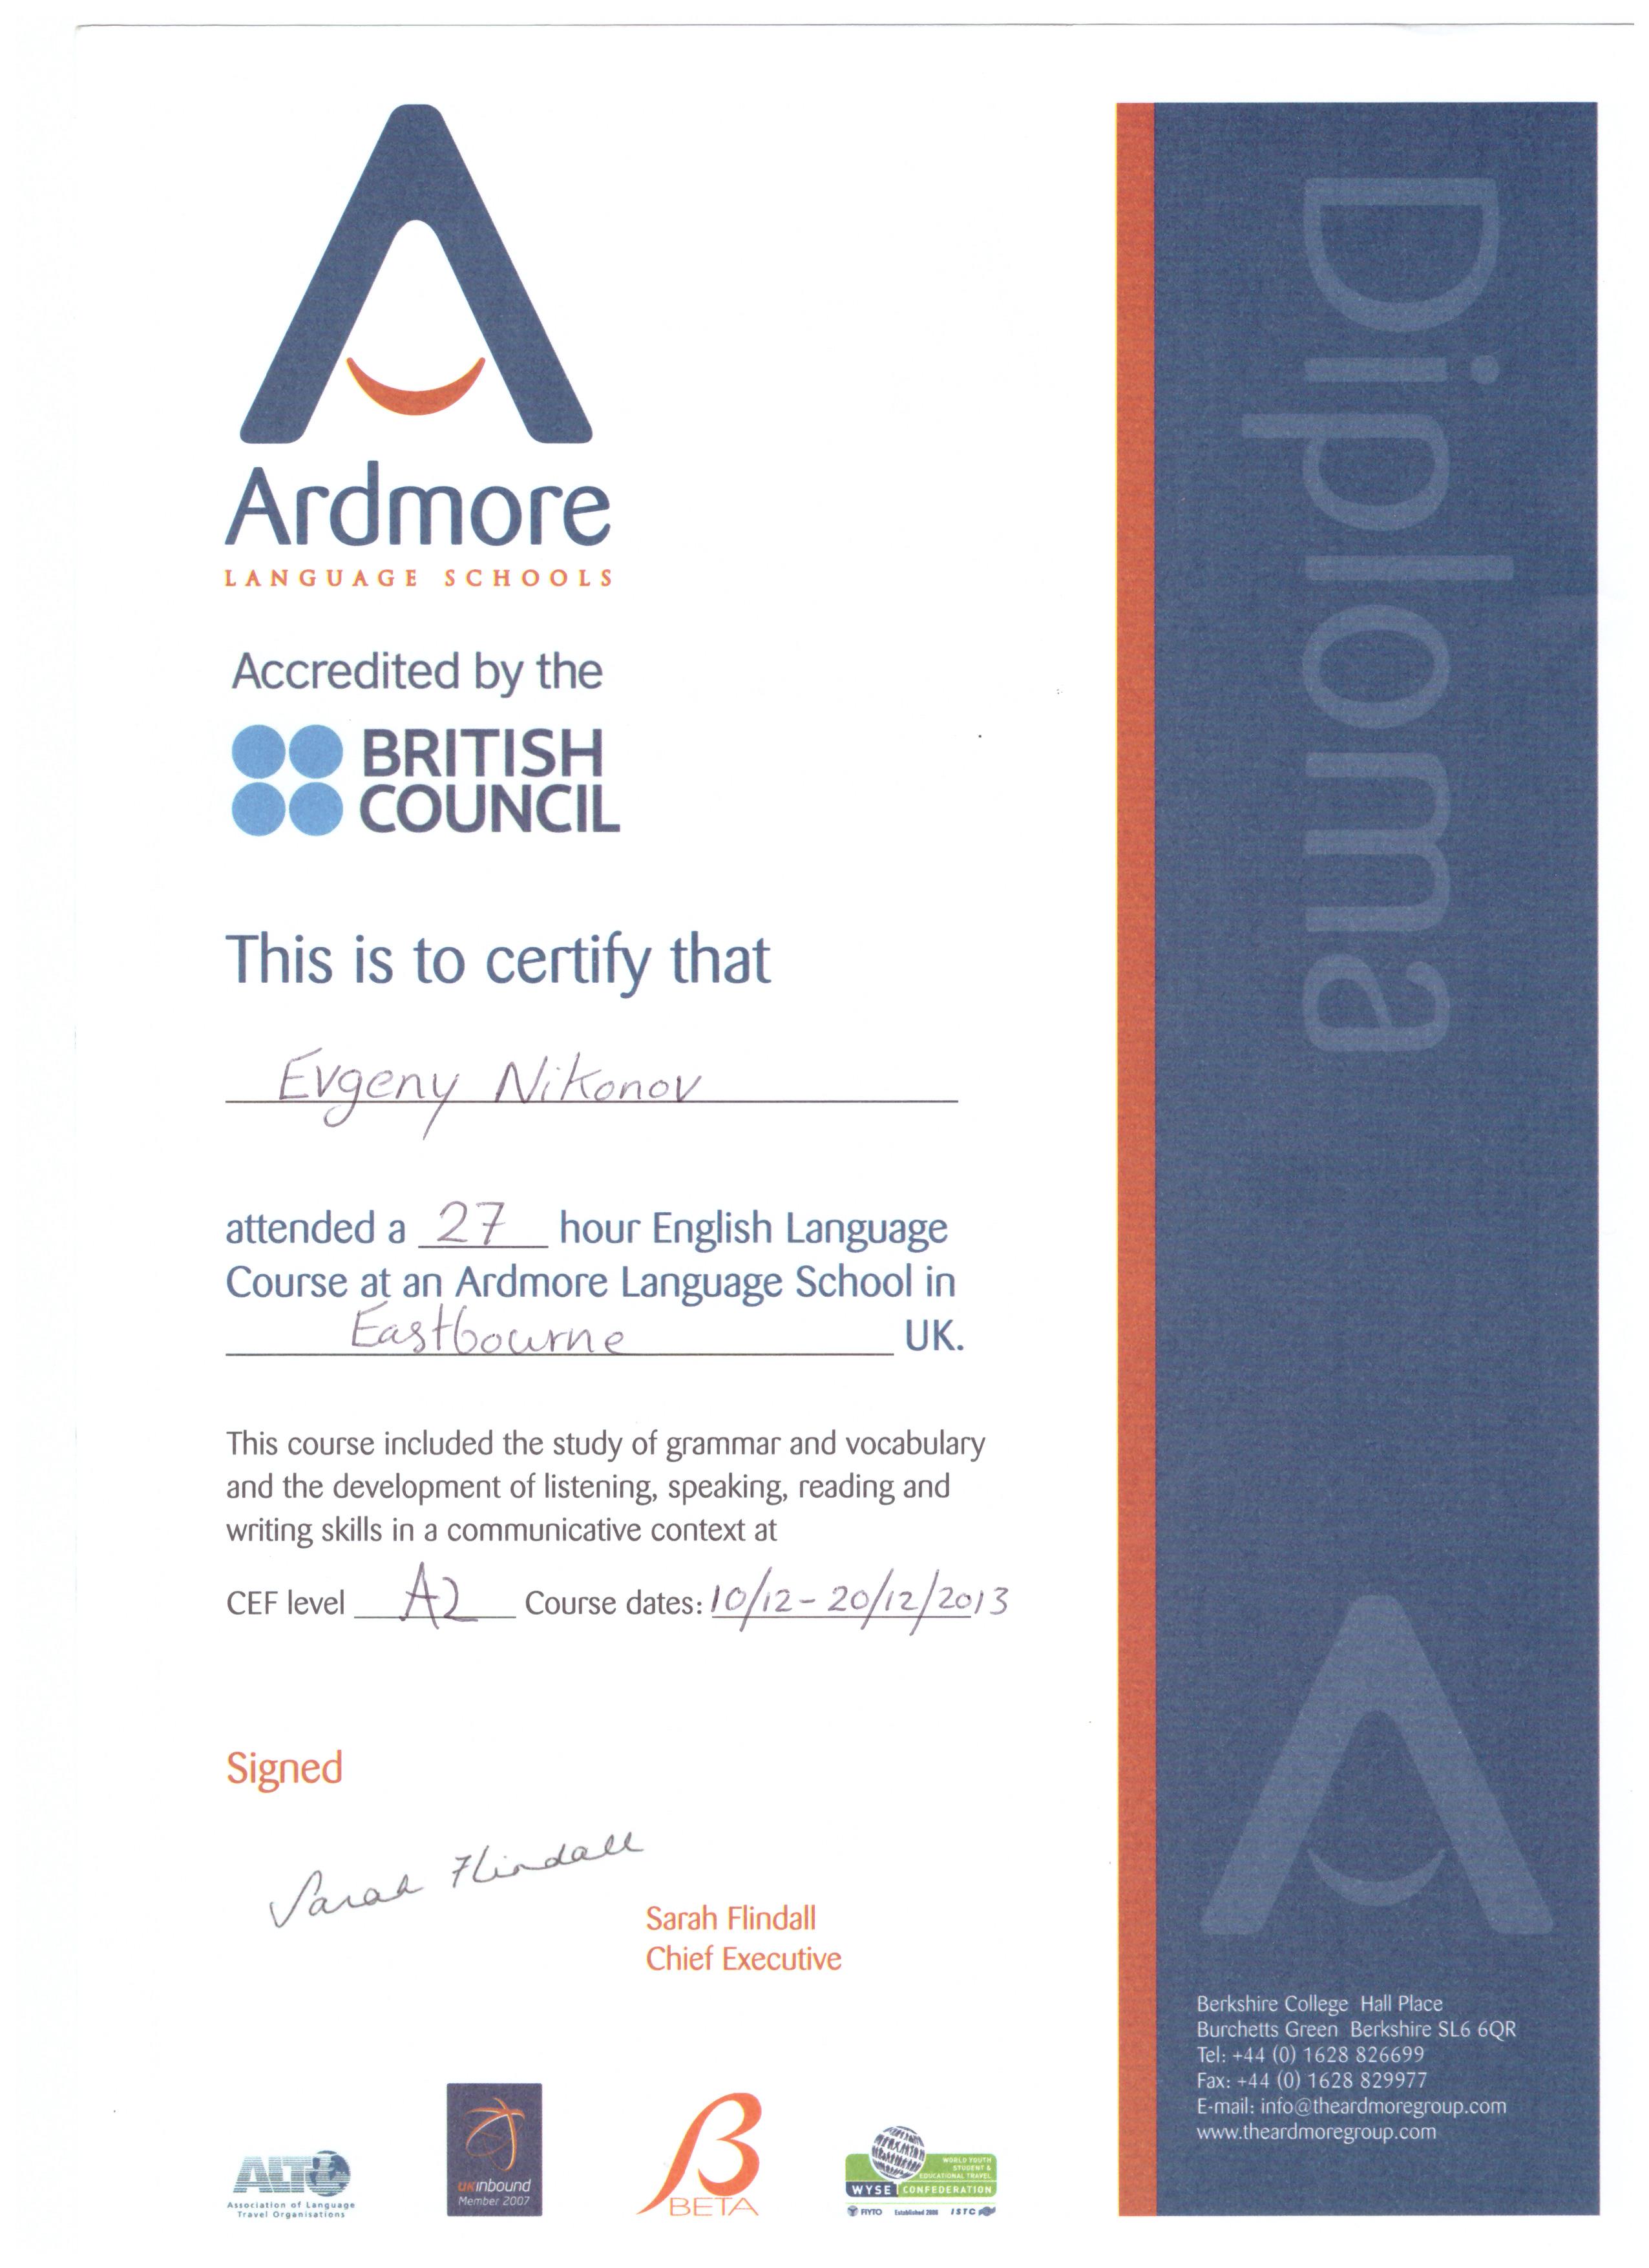 Ardmore
LANGUAGE SCHOOLS
Accredited by the
BRITISH
COUNCIL
This is to certify that
Evgeny Nikonov
attended a 27 hour English Language
Course at an Ardmore Language School in
Eastbourne UK.
This course included the study of grammar and vocabulary
and the development of listening, speaking, reading and
writing skills in a communicative context at
CEF level A2 Course dates: 10/12-20/12/2013
Signed
Sarah Flindall
Sarah Flindall
Chief Executive
ALTO
Association of Language
Travel Organisations
UKinbound
Member 2007
BETA
WORLD YOUTH
STUDENT &
EDUCATIONAL TRAVEL
WYSE CONFEDERATION
FIYTO Established 2006 ISTC
Diploma
Berkshire College Hall Place
Burchetts Green Berkshire SL6 6QR
Tel: +44 (0) 1628 826699
Fax: +44 (0) 1628 829977
E-mail: info@theardmoregroup.com
www.theardmoregroup.com